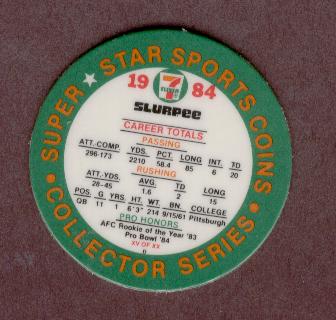 SUPER ★ STAR SPORTS COINS
• COLLECTOR SERIES •
1984
7 ELEVEN
SLURPEE
CAREER TOTALS
PASSING
ATT.-COMP. YDS. PCT. LONG INT TD
296-173 2210 58.4 85 6 20
RUSHING
ATT.-YDS. AVG. TD LONG
28-45 1.6 2 15
POS. G YRS HT. WT. BN. COLLEGE
QB 11 1 6'3" 214 9/15/61 Pittsburgh
PRO HONORS
AFC Rookie of the Year '83
Pro Bowl '84
XV OF XX